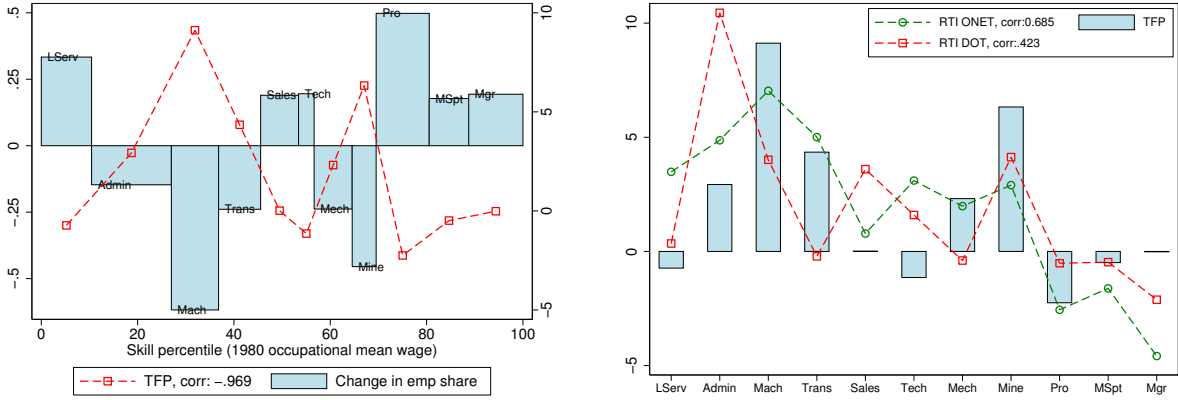 .5
.25
0
-.25
-.5
10
5
0
-5
LServ
Admin
Mach
Trans
Sales
Tech
Mech
Mine
Pro
MSpt
Mgr
0 20 40 60 80 100
Skill percentile (1980 occupational mean wage)
TFP, corr: -.969 Change in emp share
10
5
0
-5
RTI ONET, corr:0.685 TFP
RTI DOT, corr:.423
LServ Admin Mach Trans Sales Tech Mech Mine Pro MSpt Mgr